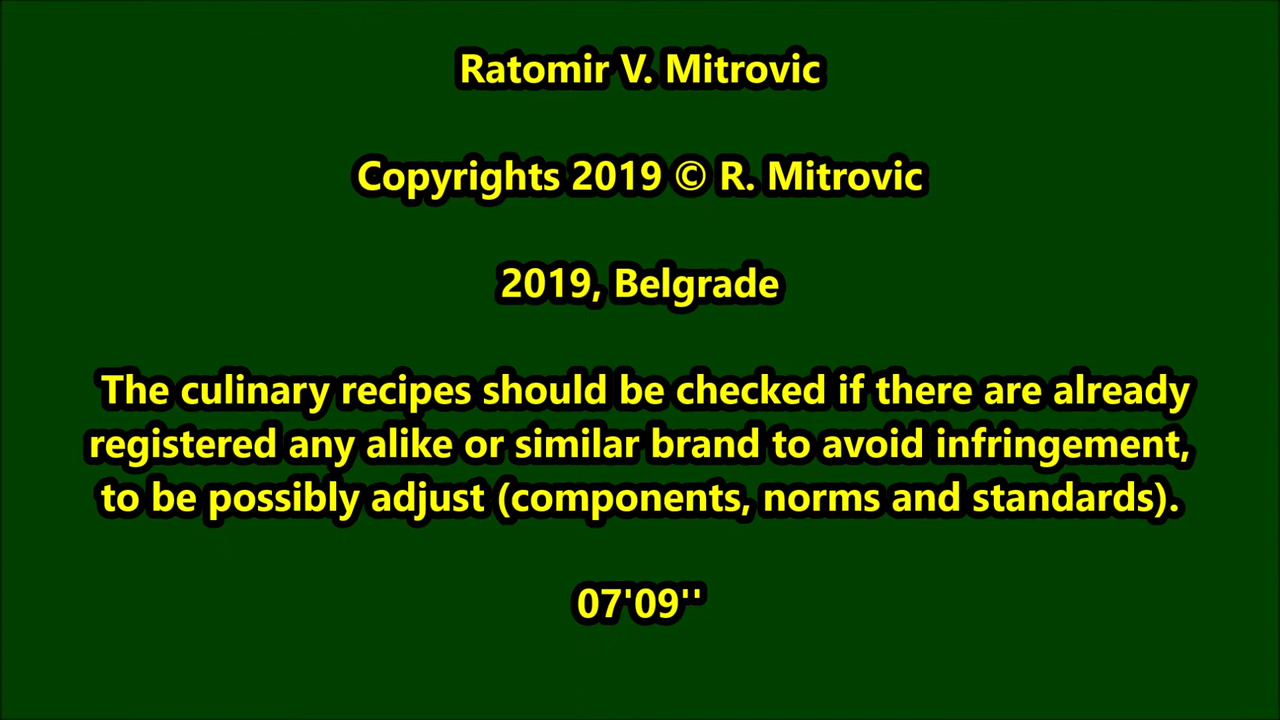 Ratomir V. Mitrovic
Copyrights 2019 © R. Mitrovic
2019, Belgrade
The culinary recipes should be checked if there are already
registered any alike or similar brand to avoid infringement,
to be possibly adjust (components, norms and standards).
07'09''